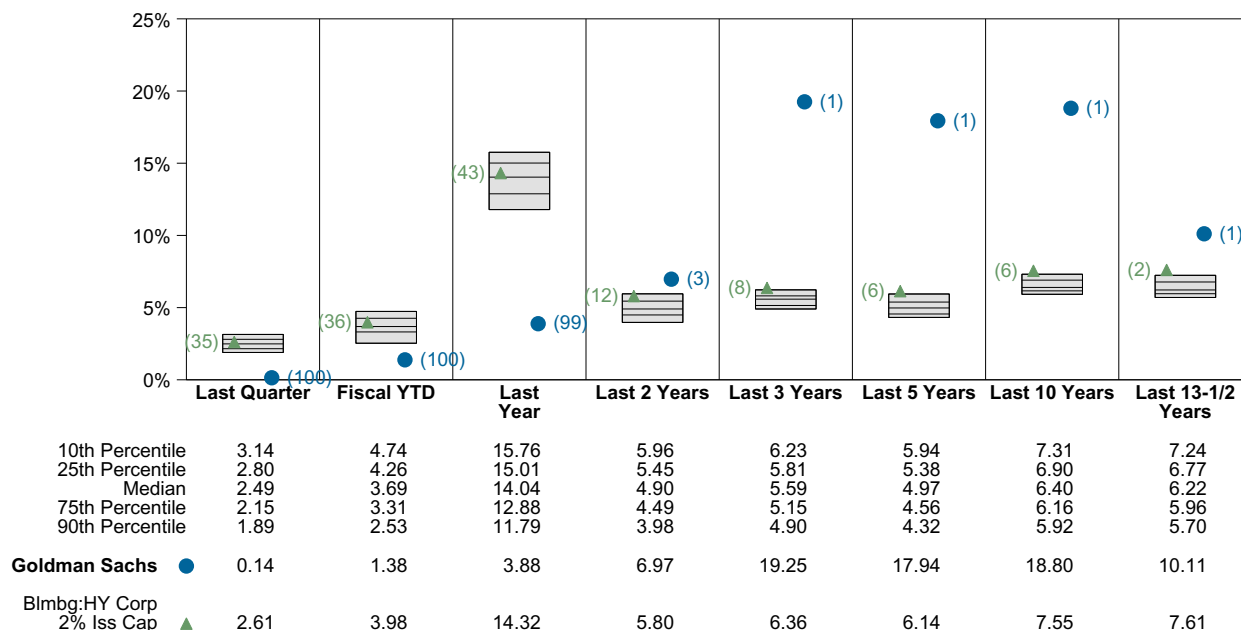 25%
20%
15%
10%
5%
0%
(35)
(100)
(36)
(100)
(43)
(99)
(12)
(3)
(8)
(1)
(6)
(1)
(6)
(1)
(2)
(1)
Last Quarter Fiscal YTD Last Last 2 Years Last 3 Years Last 5 Years Last 10 Years Last 13-1/2
Year Years
10th Percentile 3.14 4.74 15.76 5.96 6.23 5.94 7.31 7.24
25th Percentile 2.80 4.26 15.01 5.45 5.81 5.38 6.90 6.77
Median 2.49 3.69 14.04 4.90 5.59 4.97 6.40 6.22
75th Percentile 2.15 3.31 12.88 4.49 5.15 4.56 6.16 5.96
90th Percentile 1.89 2.53 11.79 3.98 4.90 4.32 5.92 5.70
Goldman Sachs 0.14 1.38 3.88 6.97 19.25 17.94 18.80 10.11
Blmbg:HY Corp
2% Iss Cap 2.61 3.98 14.32 5.80 6.36 6.14 7.55 7.61